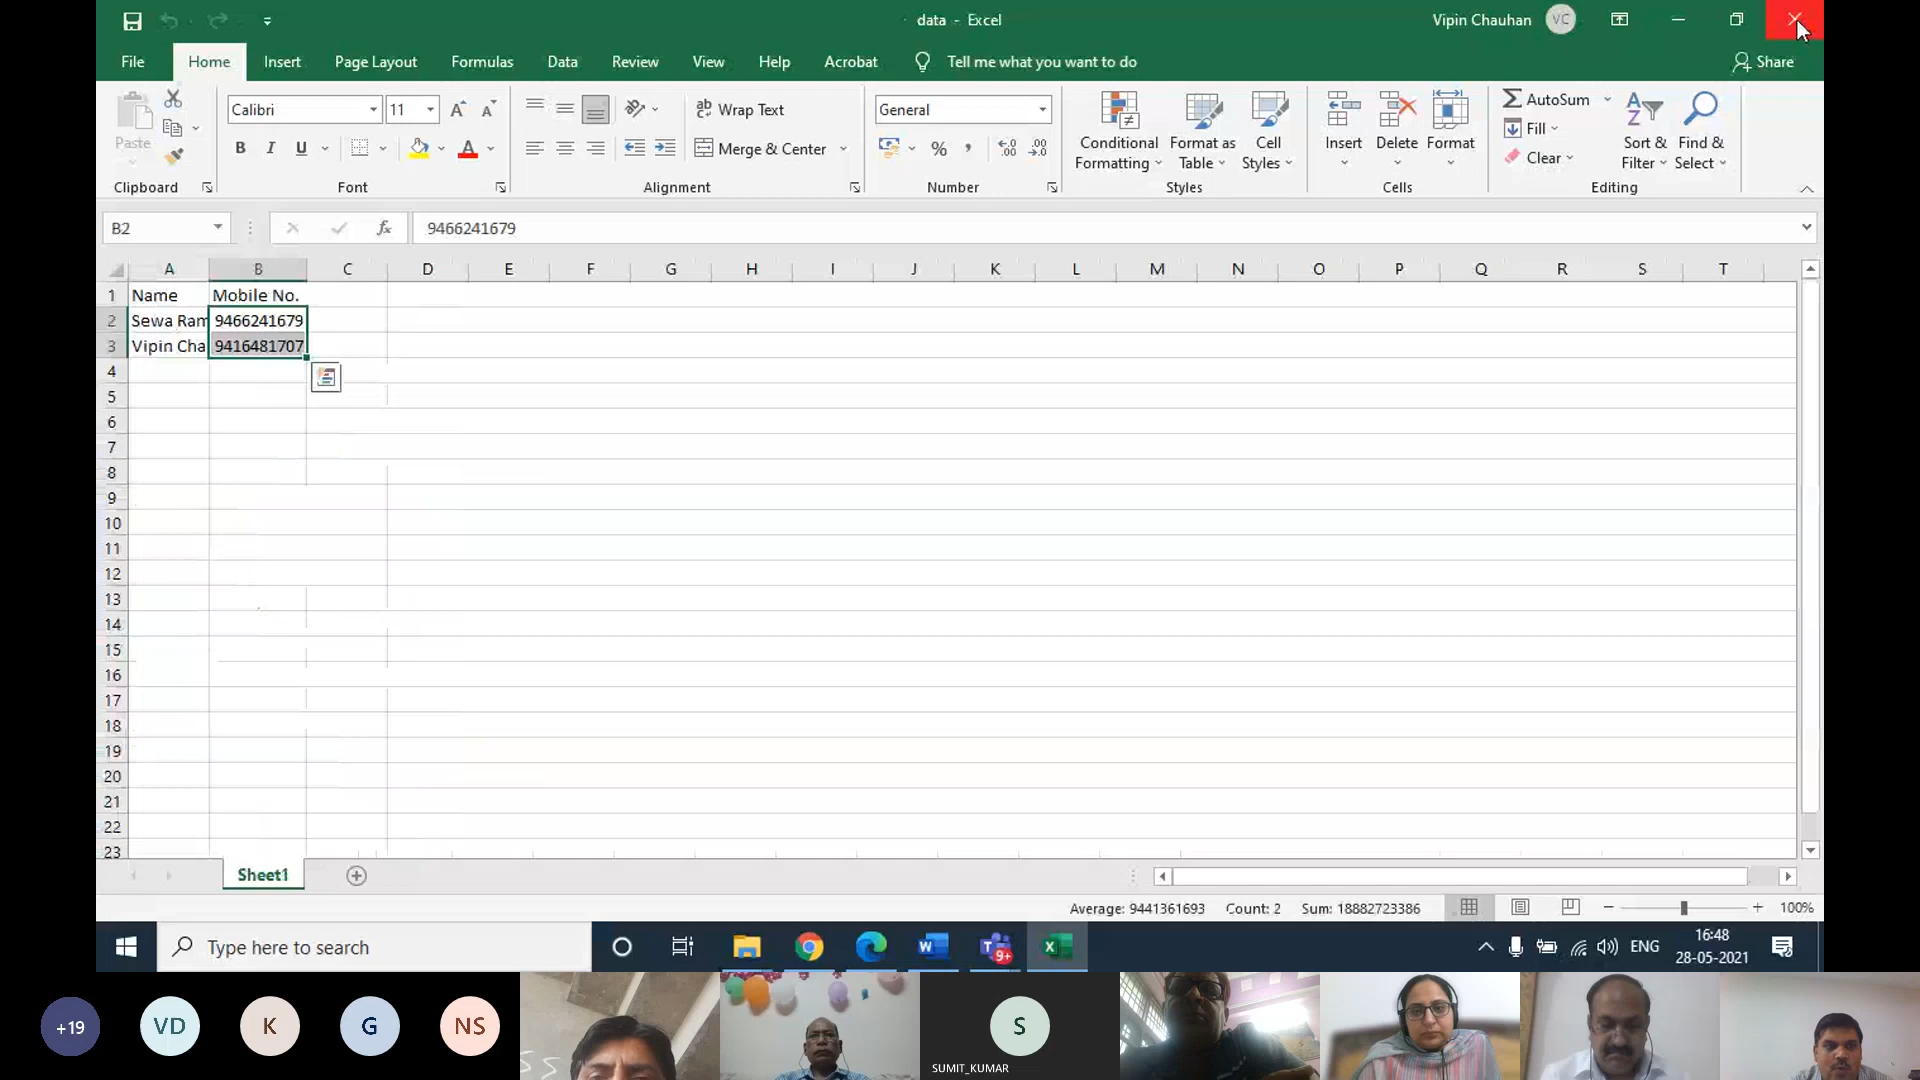 data - Excel
Vipin Chauhan VC
File Home Insert Page Layout Formulas Data Review View Help Acrobat Tell me what you want to do Share
Paste
Clipboard
Calibri 11
B I U A
Font
Wrap Text
Merge & Center
Alignment
General
%
Number
Conditional Formatting
Format as Table
Cell Styles
Styles
Insert Delete Format
Cells
AutoSum
Fill
Clear
Sort & Filter
Find & Select
Editing
B2 fx 9466241679
A B C D E F G H I J K L M N O P Q R S T
1 Name Mobile No.
2 Sewa Ram 9466241679
3 Vipin Cha 9416481707
4
5
6
7
8
9
10
11
12
13
14
15
16
17
18
19
20
21
22
23
Sheet1
Average: 9441361693 Count: 2 Sum: 18882723386 100%
Type here to search
9+
ENG
16:48
28-05-2021
+19 VD K G NS S
SUMIT_KUMAR